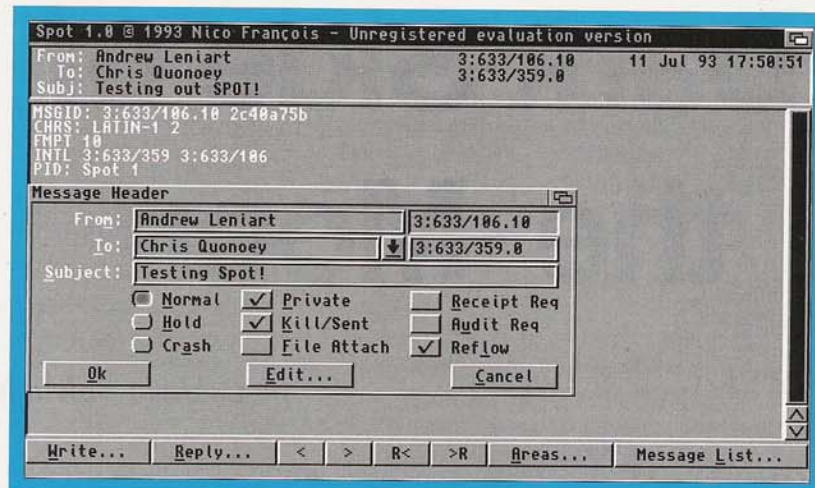 Spot 1.0 © 1993 Nico François - Unregistered evaluation version
From: Andrew Leniart 3:633/106.10 11 Jul 93 17:50:51
To: Chris Quonoey 3:633/359.0
Subj: Testing out SPOT!
MSGID: 3:633/106.10 2c40a75b
CHRS: LATIN-1 2
FMPT 10
INTL 3:633/359 3:633/106
PID: Spot 1
Message Header
From: Andrew Leniart 3:633/106.10
To: Chris Quonoey 3:633/359.0
Subject: Testing Spot!
Normal Private Receipt Req
Hold Kill/Sent Audit Req
Crash File Attach Reflow
Ok Edit... Cancel
Write... Reply... < > R< >R Areas... Message List...